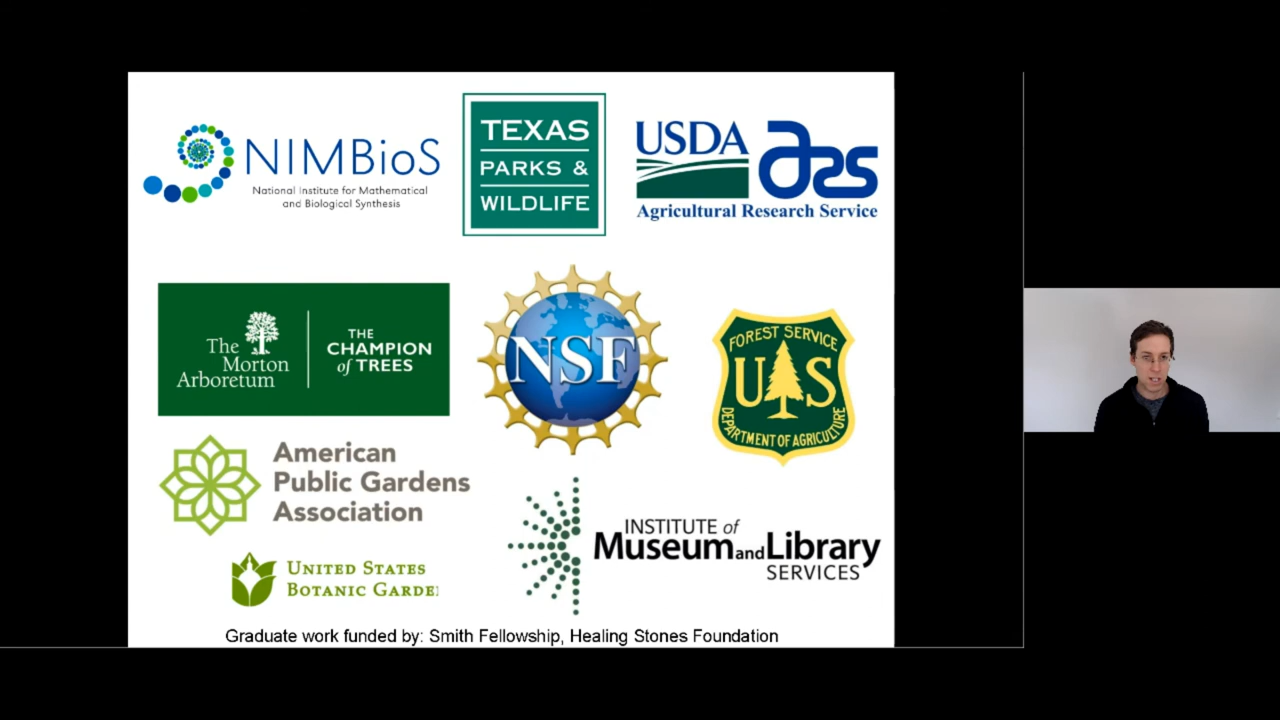 NIMBioS
National Institute for Mathematical
and Biological Synthesis
TEXAS
PARKS &
WILDLIFE
USDA ars
Agricultural Research Service
The
Morton
Arboretum
THE
CHAMPION
of TREES
NSF
FOREST SERVICE
U S
DEPARTMENT OF AGRICULTURE
American
Public Gardens
Association
INSTITUTE of
Museum and Library
SERVICES
UNITED STATES
BOTANIC GARDE
Graduate work funded by: Smith Fellowship, Healing Stones Foundation